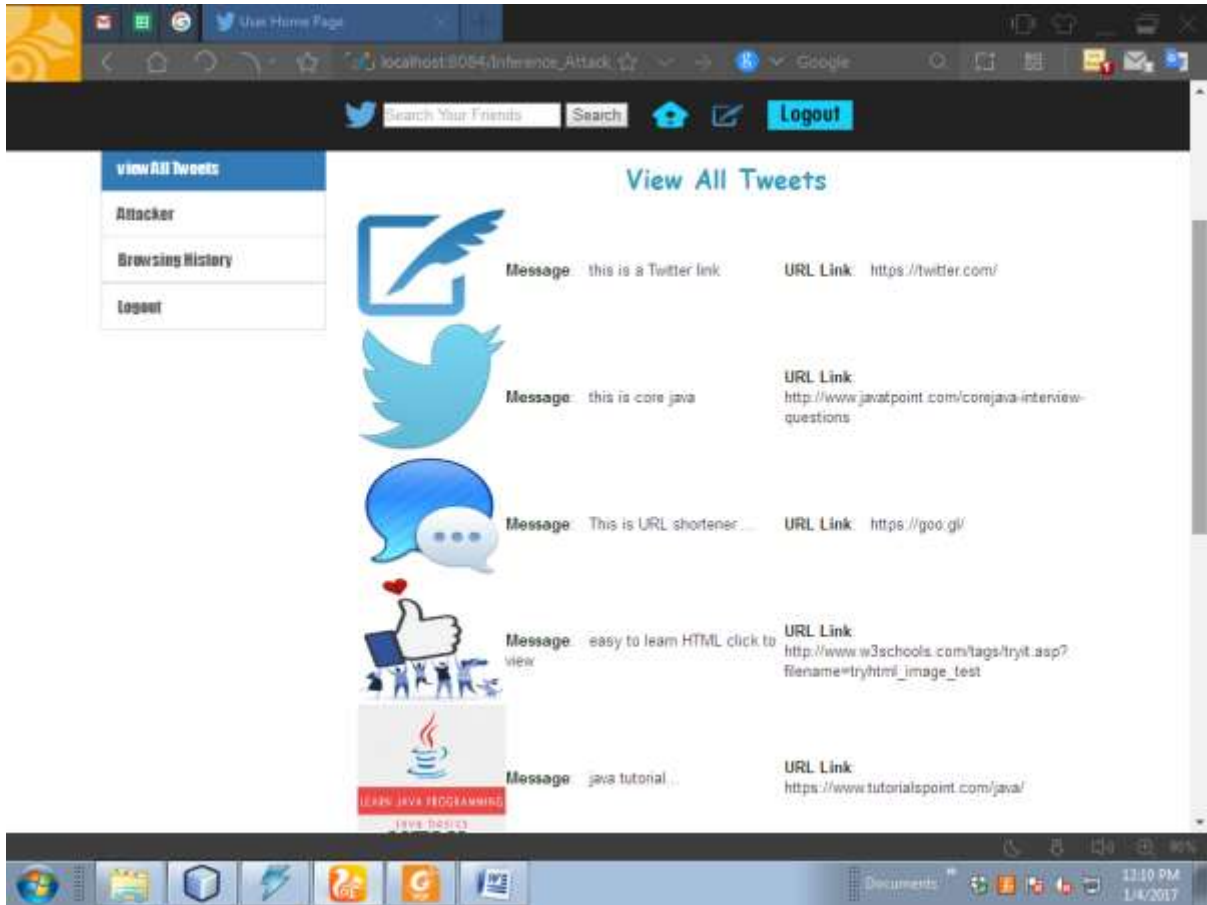 User Home Page
localhost:8084/Inference_Attack
Google
Search Your Friends
Search
Logout
view All Tweets
Attacker
Browsing History
Logout
View All Tweets
Message: this is a Twitter link
URL Link: https://twitter.com/
Message: this is core java
URL Link:
http://www.javatpoint.com/corejava-interview-
questions
Message: This is URL shortener....
URL Link: https://goo.gl/
Message: easy to learn HTML click to
view
URL Link:
http://www.w3schools.com/tags/tryit.asp?
filename=tryhtml_image_test
LEARN JAVA PROGRAMMING
java basics
Message: java tutorial...
URL Link:
https://www.tutorialspoint.com/java/
80%
Documents
12:10 PM
1/4/2017